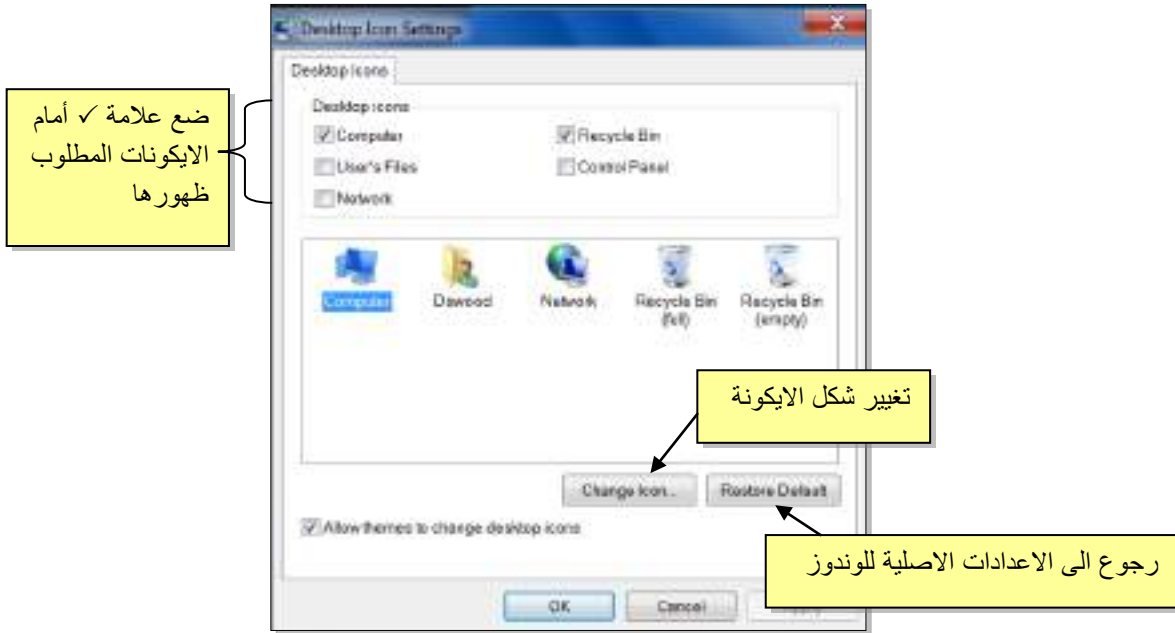 Desktop Icon Settings
Desktop Icons
Desktop icons
Computer
Recycle Bin
User's Files
Control Panel
Network
ضع علامة ✓ أمام
الايكونات المطلوب
ظهورها
Computer
Dawood
Network
Recycle Bin
(full)
Recycle Bin
(empty)
تغيير شكل الايكونة
Change Icon...
Restore Default
Allow themes to change desktop icons
رجوع الى الاعدادات الاصلية للوندوز
OK
Cancel